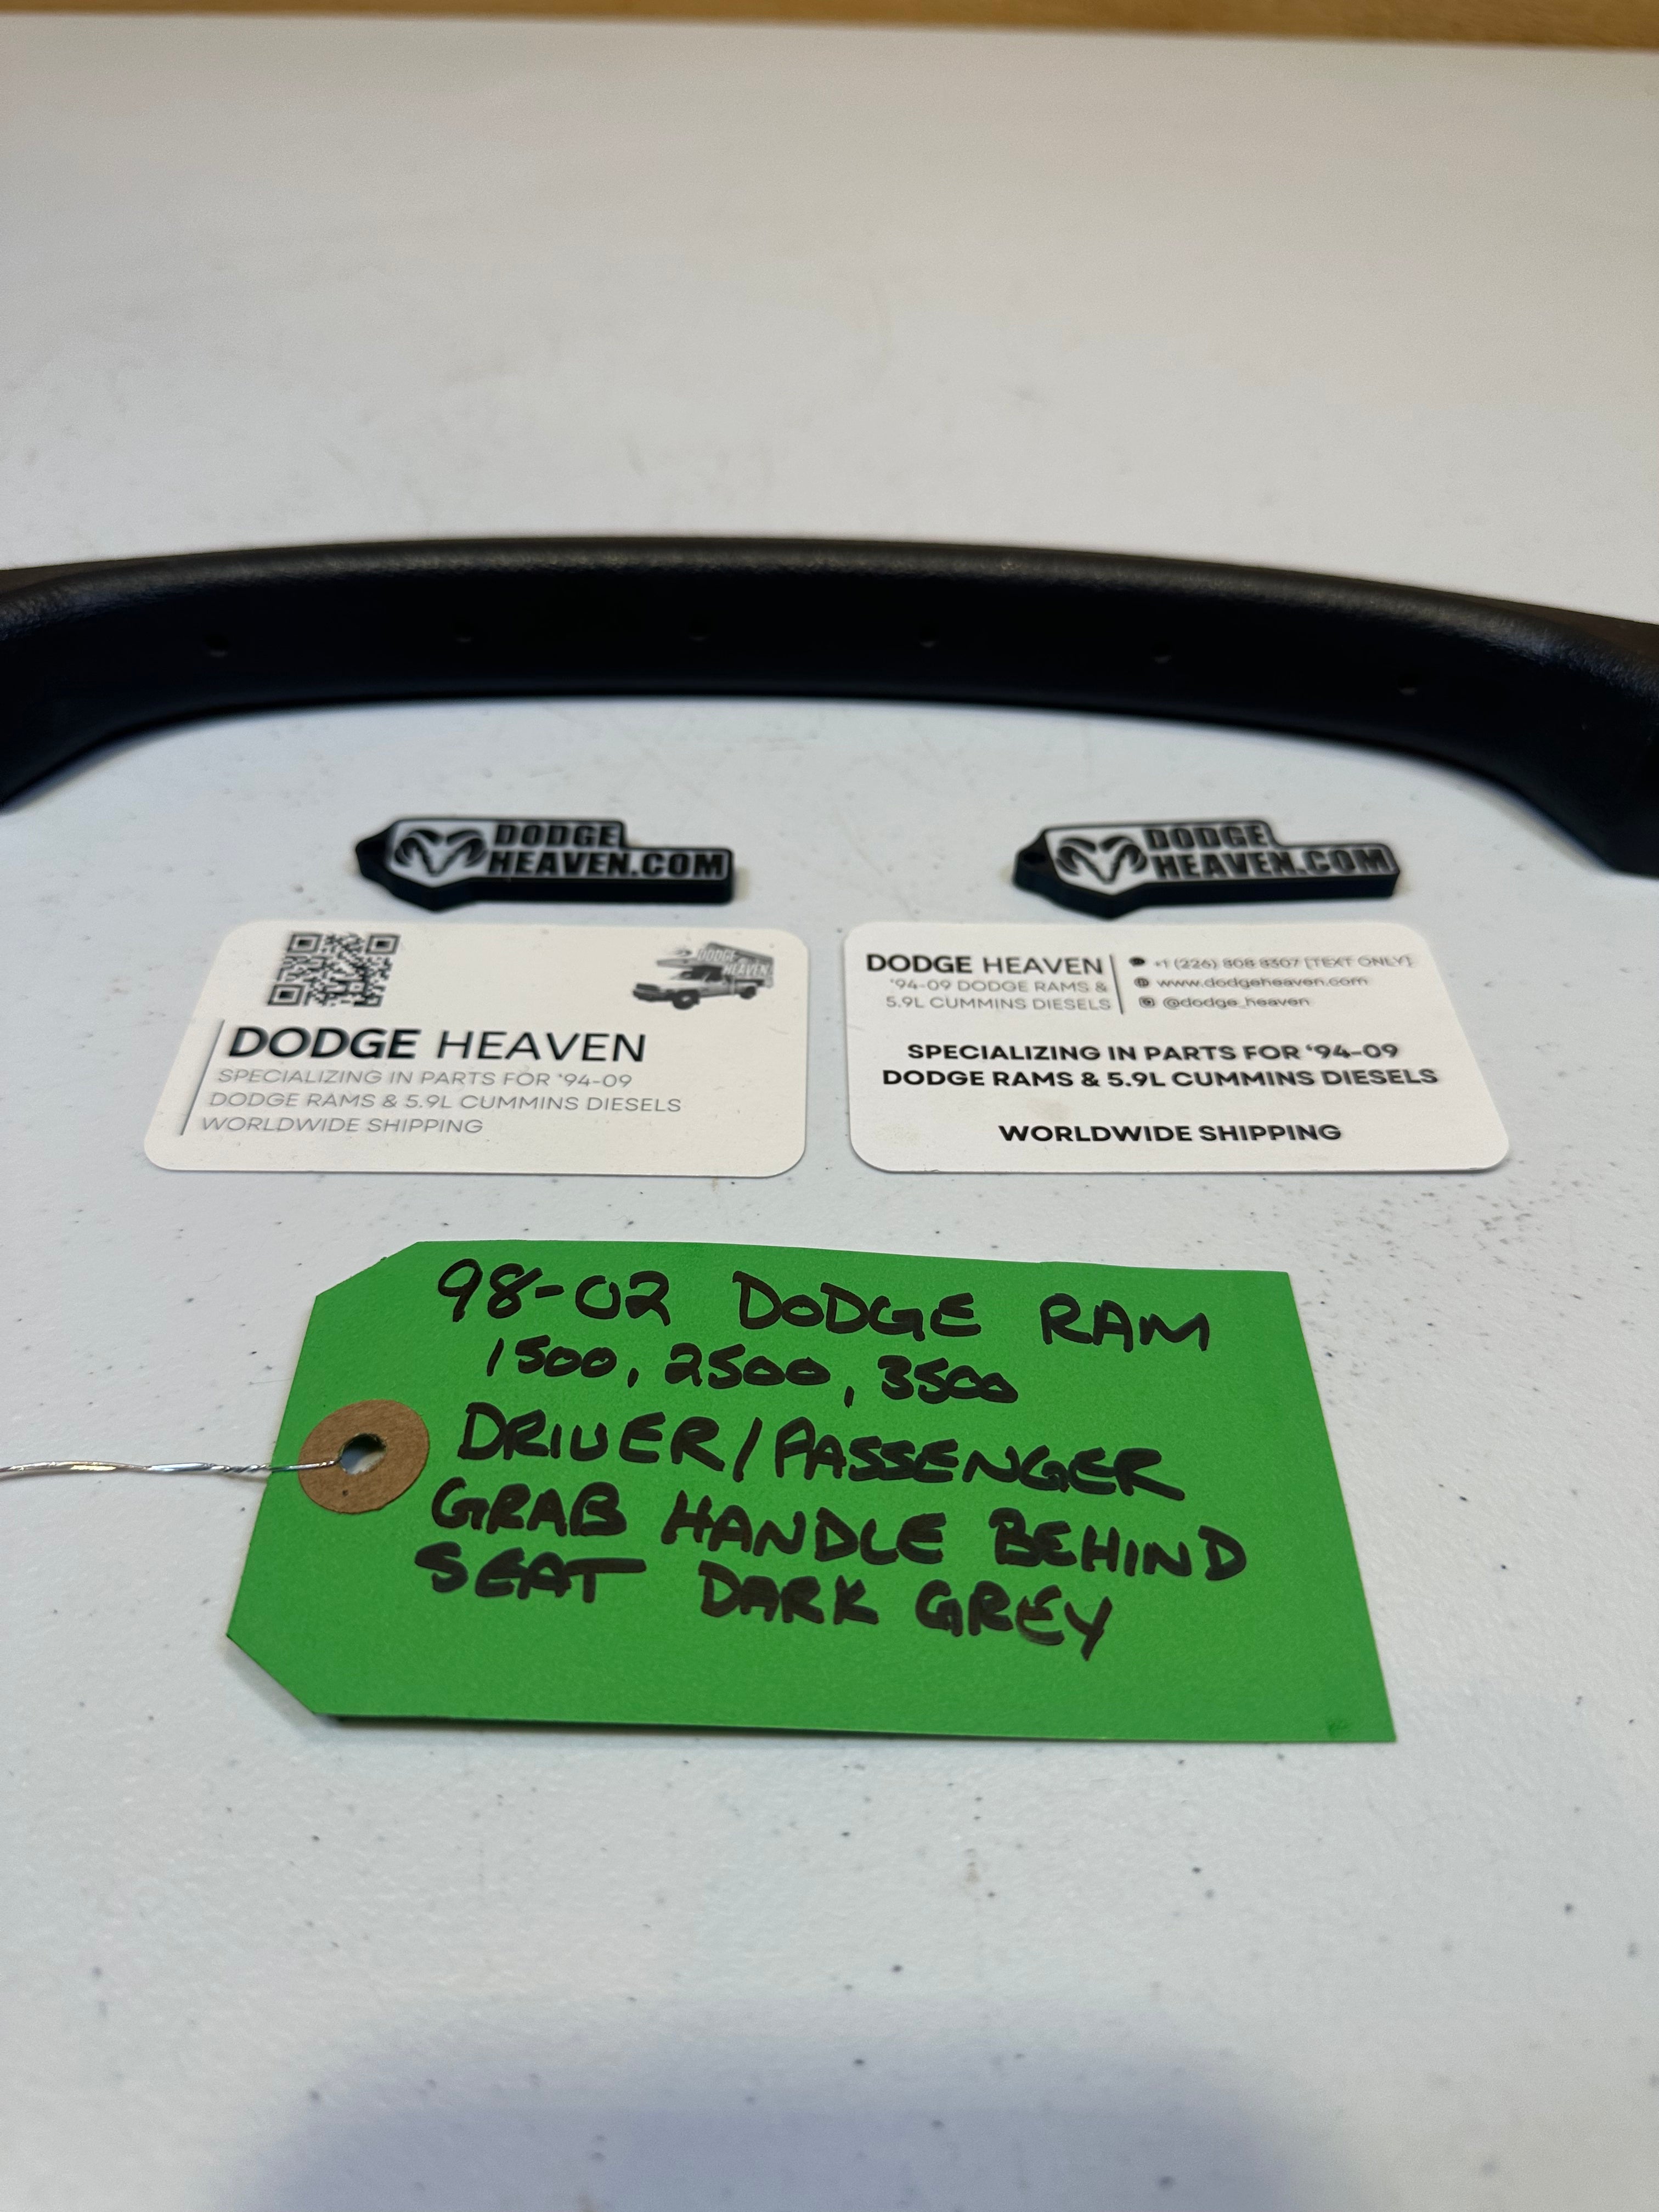 DODGE
HEAVEN.COM
DODGE
HEAVEN.COM
DODGE
HEAVEN
DODGE HEAVEN
SPECIALIZING IN PARTS FOR '94-09
DODGE RAMS & 5.9L CUMMINS DIESELS
WORLDWIDE SHIPPING
DODGE HEAVEN
'94-09 DODGE RAMS &
5.9L CUMMINS DIESELS
+1 (226) 808 8307 [TEXT ONLY]
www.dodgeheaven.com
@dodge_heaven
SPECIALIZING IN PARTS FOR '94-09
DODGE RAMS & 5.9L CUMMINS DIESELS
WORLDWIDE SHIPPING
98-02 DODGE RAM
1500, 2500, 3500
DRIVER/PASSENGER
GRAB HANDLE BEHIND
SEAT DARK GREY